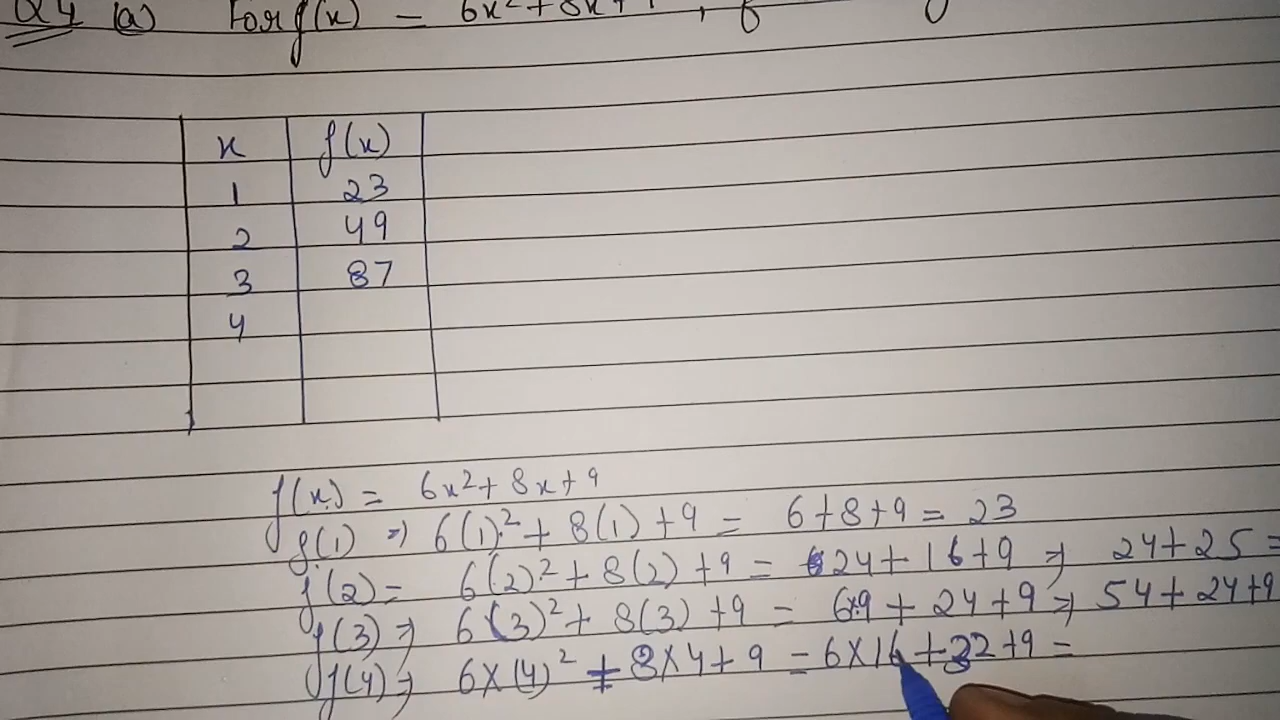 Q4 (a) For f(x) = 6x² + 8x + 9,
x f(x)
1 23
2 49
3 87
4
f(x) = 6x² + 8x + 9
f(1) ⇒ 6(1)² + 8(1) + 9 = 6 + 8 + 9 = 23
f(2) = 6(2)² + 8(2) + 9 = 24 + 16 + 9 ⇒ 24 + 25 =
f(3) ⇒ 6(3)² + 8(3) + 9 = 6×9 + 24 + 9 ⇒ 54 + 24 + 9
f(4) ⇒ 6×(4)² + 8×4 + 9 = 6×16 + 32 + 9 =